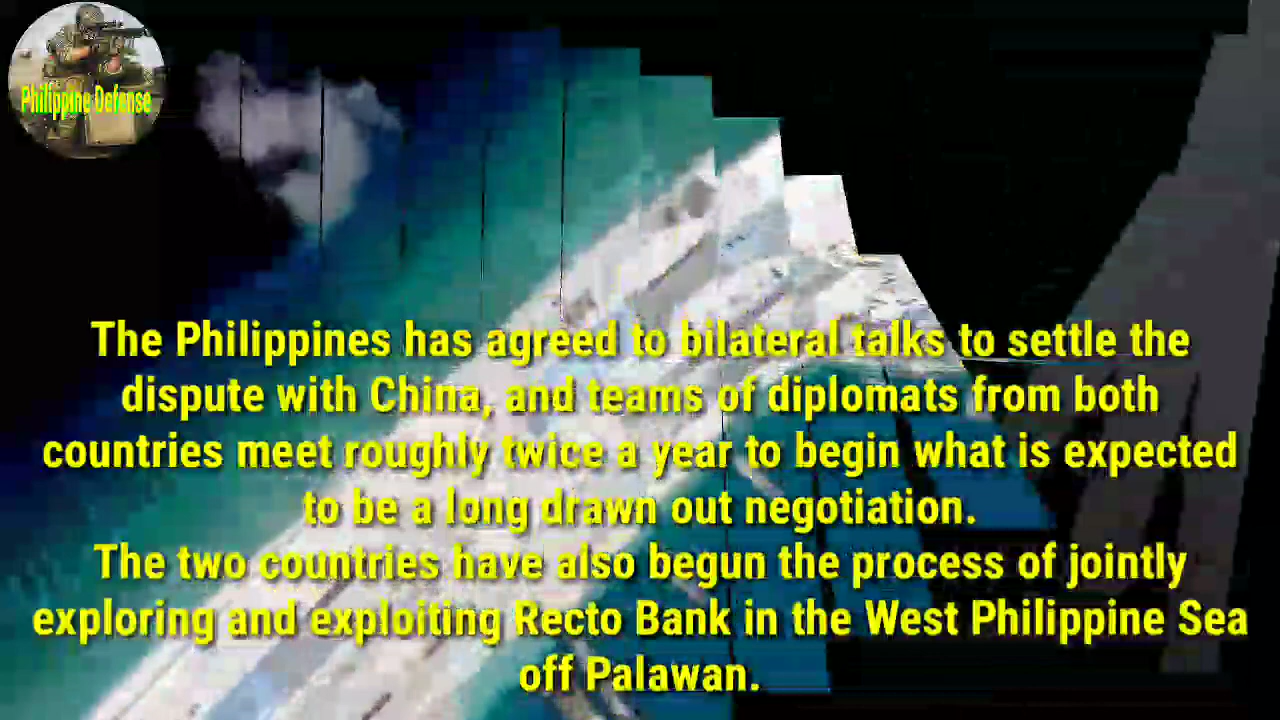 Philippine Defense
The Philippines has agreed to bilateral talks to settle the
dispute with China, and teams of diplomats from both
countries meet roughly twice a year to begin what is expected
to be a long drawn out negotiation.
The two countries have also begun the process of jointly
exploring and exploiting Recto Bank in the West Philippine Sea
off Palawan.